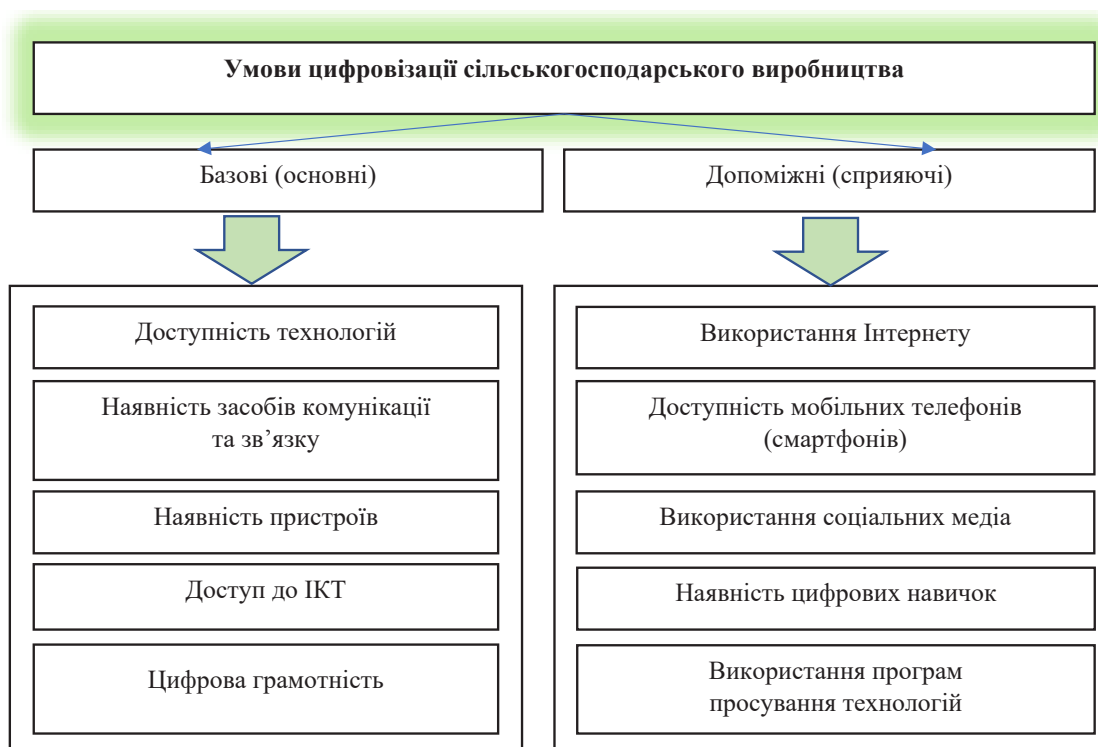 Умови цифровізації сільськогосподарського виробництва
Базові (основні)
Допоміжні (сприяючі)
Доступність технологій
Наявність засобів комунікації
та зв’язку
Наявність пристроїв
Доступ до ІКТ
Цифрова грамотність
Використання Інтернету
Доступність мобільних телефонів
(смартфонів)
Використання соціальних медіа
Наявність цифрових навичок
Використання програм
просування технологій